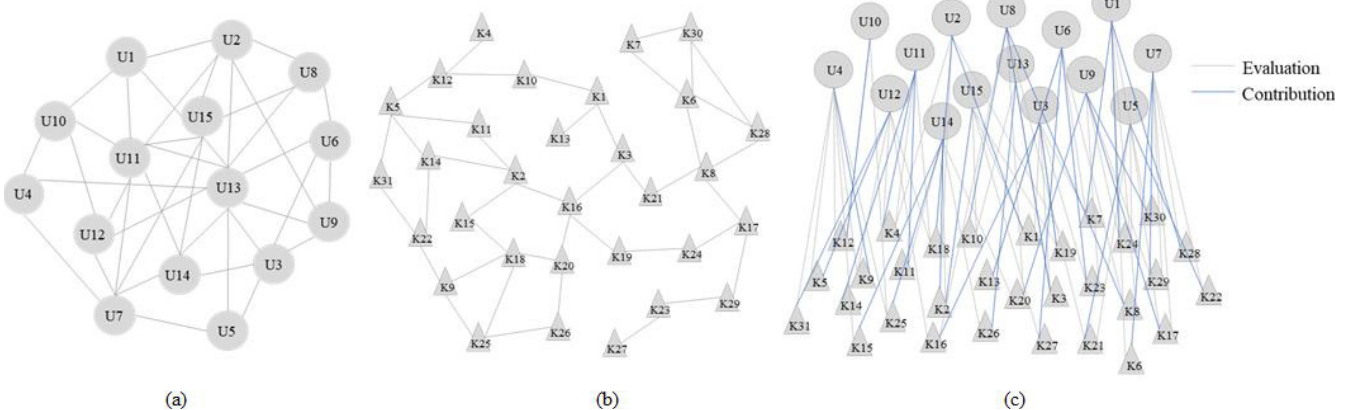 U1
U2
U8
U15
U10
U11
U6
U4
U13
U12
U9
U14
U3
U7
U5
(a)
K4
K7
K30
K12
K10
K5
K1
K6
K11
K13
K28
K14
K3
K31
K2
K8
K21
K16
K15
K17
K22
K18
K20
K19
K24
K9
K23
K29
K25
K26
K27
(b)
U10
U2
U8
U1
U6
U11
U7
U4
U13
U9
U12
U15
U3
U5
U14
Evaluation
Contribution
K7
K30
K12
K4
K18
K10
K1
K19
K24
K28
K5
K9
K11
K13
K23
K29
K31
K14
K25
K2
K20
K3
K8
K22
K15
K16
K26
K27
K21
K17
K6
(c)